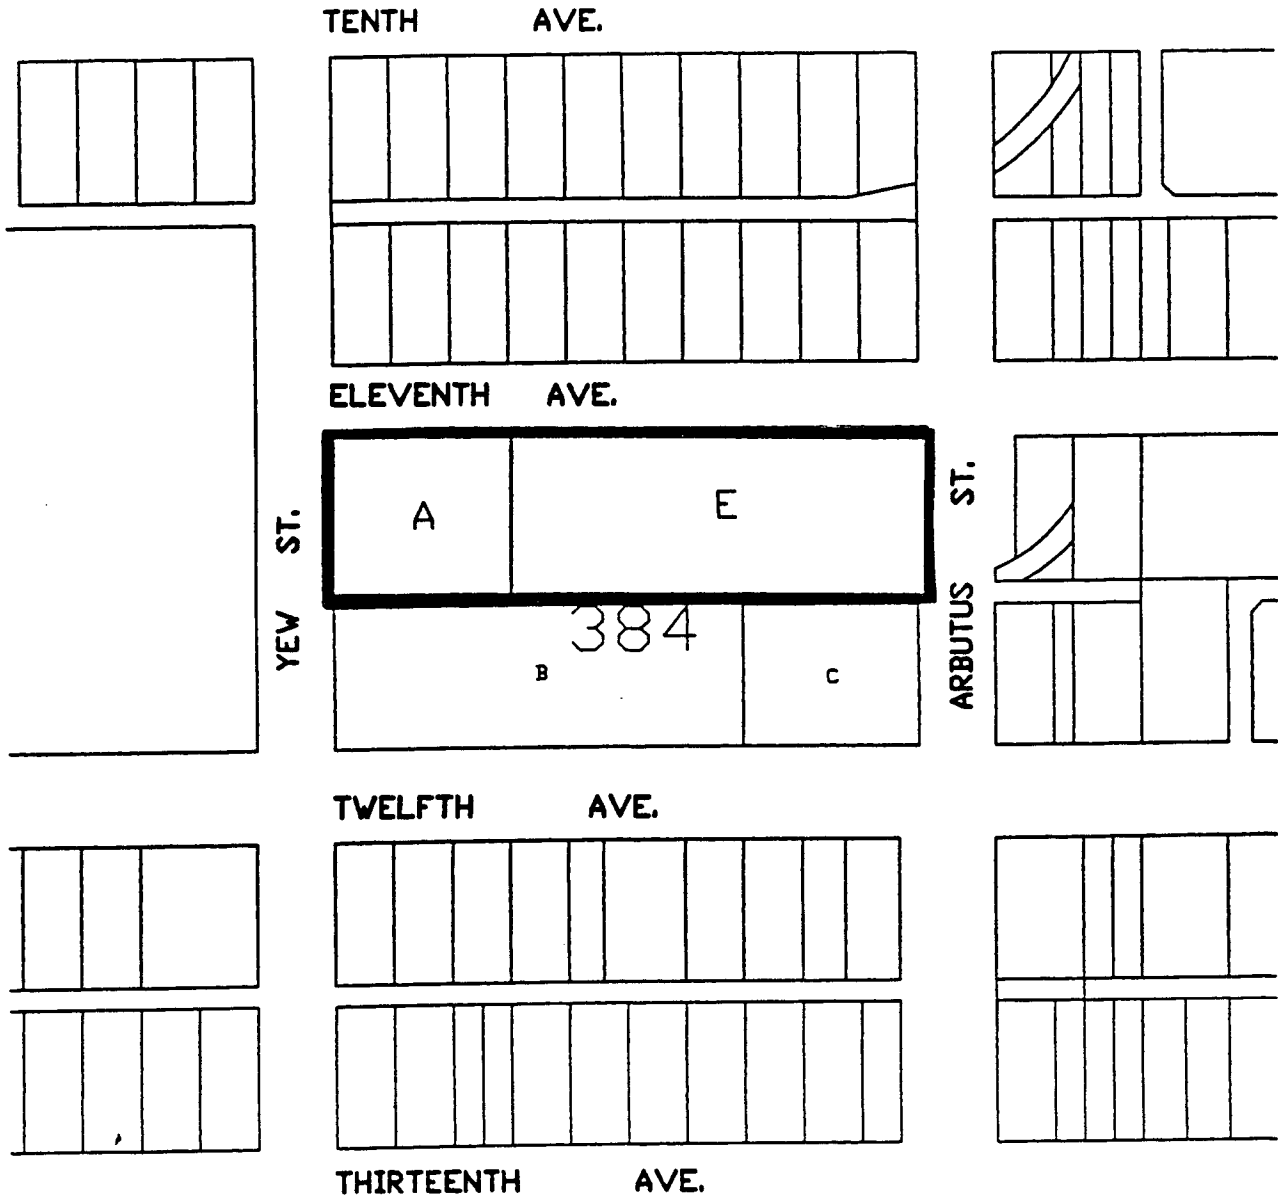 TENTH AVE.
ELEVENTH AVE.
A
E
YEW ST.
ARBUTUS ST.
384
B
C
TWELFTH AVE.
THIRTEENTH AVE.